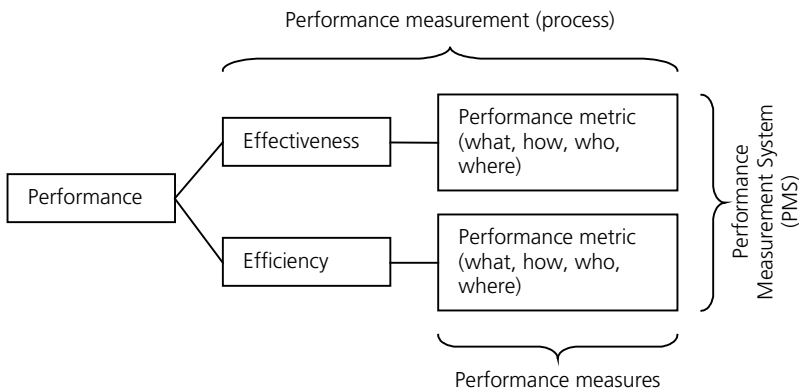 Performance measurement (process)
Effectiveness
Performance metric
(what, how, who,
where)
Performance
Efficiency
Performance metric
(what, how, who,
where)
Performance
Measurement System
(PMS)
Performance measures